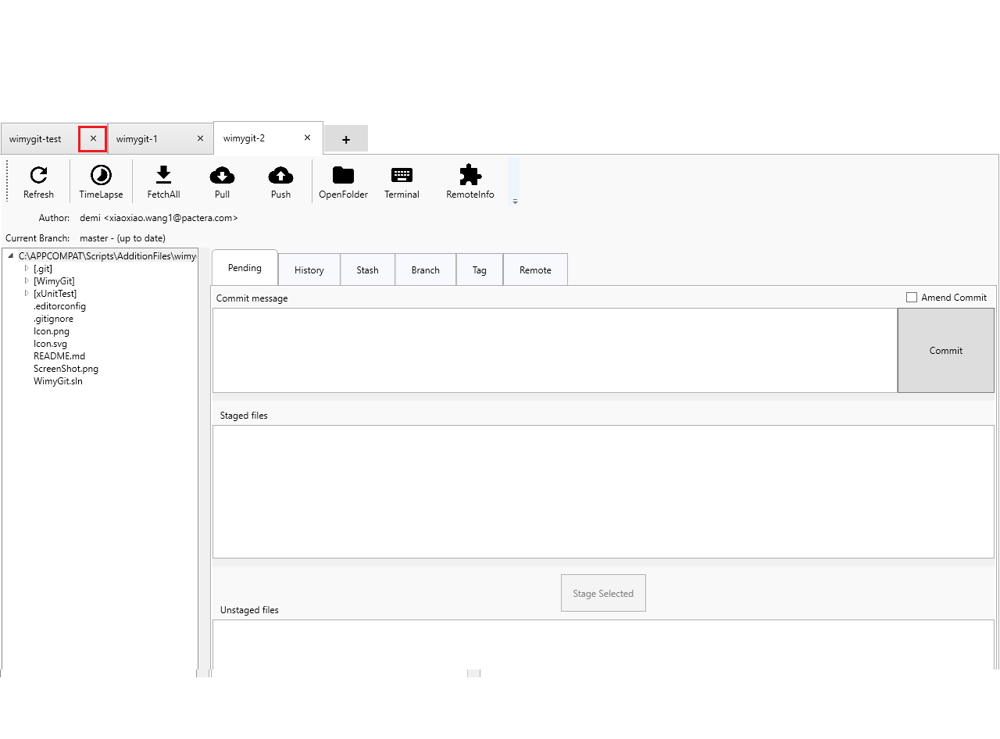 wimygit-test ✕ wimygit-1 ✕ wimygit-2 ✕ +
Refresh TimeLapse FetchAll Pull Push OpenFolder Terminal RemoteInfo
Author: demi <xiaoxiao.wang1@pactera.com>
Current Branch: master - (up to date)
C:\APPCOMPAT\Scripts\AdditionFiles\wimy
[.git]
[WimyGit]
[xUnitTest]
.editorconfig
.gitignore
Icon.png
Icon.svg
README.md
ScreenShot.png
WimyGit.sln
Pending History Stash Branch Tag Remote
Commit message Amend Commit
Commit
Staged files
Stage Selected
Unstaged files